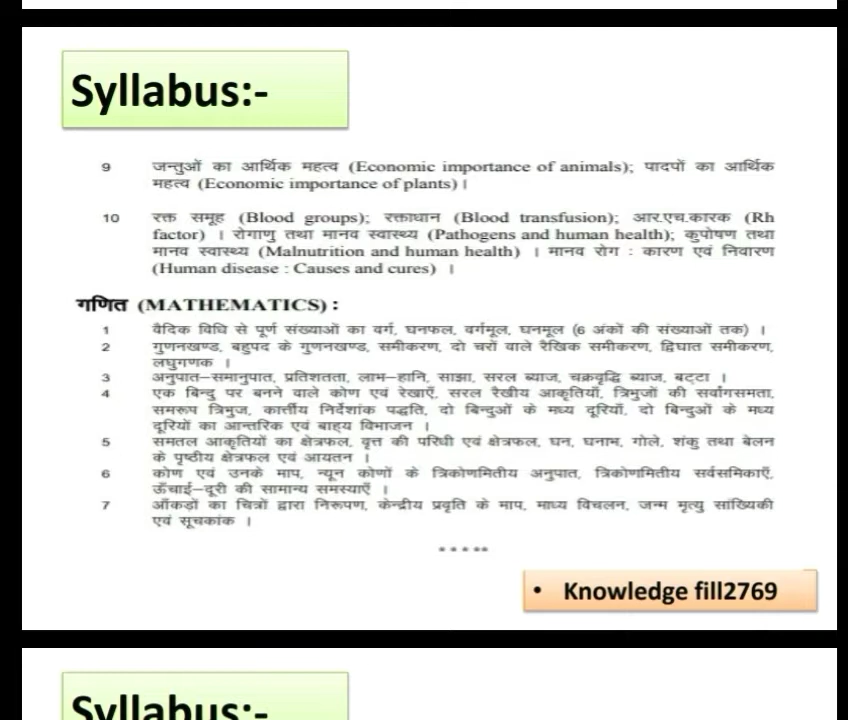 Syllabus:-
9 जन्तुओं का आर्थिक महत्व (Economic importance of animals); पादपों का आर्थिक
महत्व (Economic importance of plants) ।
10 रक्त समूह (Blood groups); रक्ताधान (Blood transfusion); आर.एच.कारक (Rh
factor) । रोगाणु तथा मानव स्वास्थ्य (Pathogens and human health); कुपोषण तथा
मानव स्वास्थ्य (Malnutrition and human health) । मानव रोग : कारण एवं निवारण
(Human disease : Causes and cures) ।
गणित (MATHEMATICS) :
1 वैदिक विधि से पूर्ण संख्याओं का वर्ग, घनफल, वर्गमूल, घनमूल (6 अंकों की संख्याओं तक) ।
2 गुणनखण्ड, बहुपद के गुणनखण्ड, समीकरण, दो चरों वाले रैखिक समीकरण, द्विघात समीकरण,
लघुगणक ।
3 अनुपात–समानुपात, प्रतिशतता, लाभ–हानि, साझा, सरल ब्याज, चक्रवृद्धि ब्याज, बट्टा ।
4 एक बिन्दु पर बनने वाले कोण एवं रेखाएँ, सरल रैखीय आकृतियाँ, त्रिभुजों की सर्वांगसमता,
समरूप त्रिभुज, कार्त्तीय निर्देशांक पद्धति, दो बिन्दुओं के मध्य दूरियाँ, दो बिन्दुओं के मध्य
दूरियों का आन्तरिक एवं बाहय विभाजन ।
5 समतल आकृतियों का क्षेत्रफल, वृत्त की परिधी एवं क्षेत्रफल, घन, घनाभ, गोले, शंकु तथा बेलन
के पृष्ठीय क्षेत्रफल एवं आयतन ।
6 कोण एवं उनके माप, न्यून कोणों के त्रिकोणमितीय अनुपात, त्रिकोणमितीय सर्वसमिकाएँ,
ऊँचाई–दूरी की सामान्य समस्याएँ ।
7 आँकड़ों का चित्रों द्वारा निरूपण, केन्द्रीय प्रवृति के माप, माध्य विचलन, जन्म मृत्यु सांख्यिकी
एवं सूचकांक ।
*****
• Knowledge fill2769
Syllabus:-